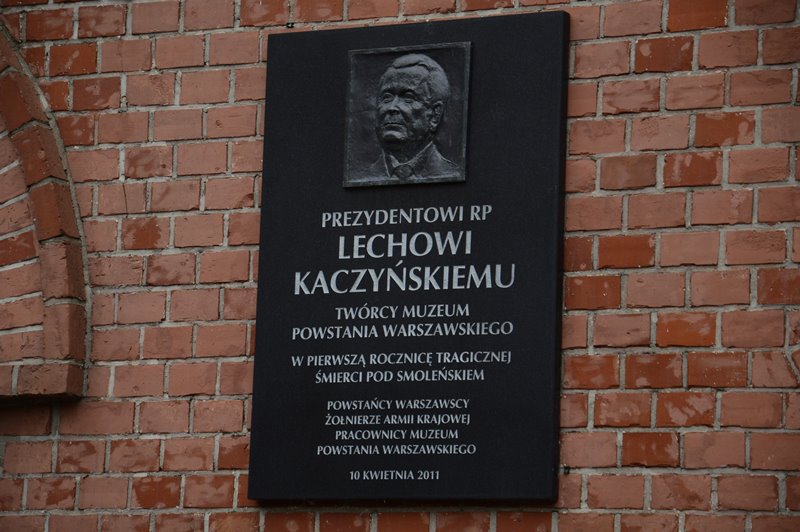 PREZYDENTOWI RP
LECHOWI
KACZYŃSKIEMU
TWÓRCY MUZEUM
POWSTANIA WARSZAWSKIEGO
W PIERWSZĄ ROCZNICĘ TRAGICZNEJ
ŚMIERCI POD SMOLEŃSKIEM
POWSTAŃCY WARSZAWSCY
ŻOŁNIERZE ARMII KRAJOWEJ
PRACOWNICY MUZEUM
POWSTANIA WARSZAWSKIEGO
10 KWIETNIA 2011